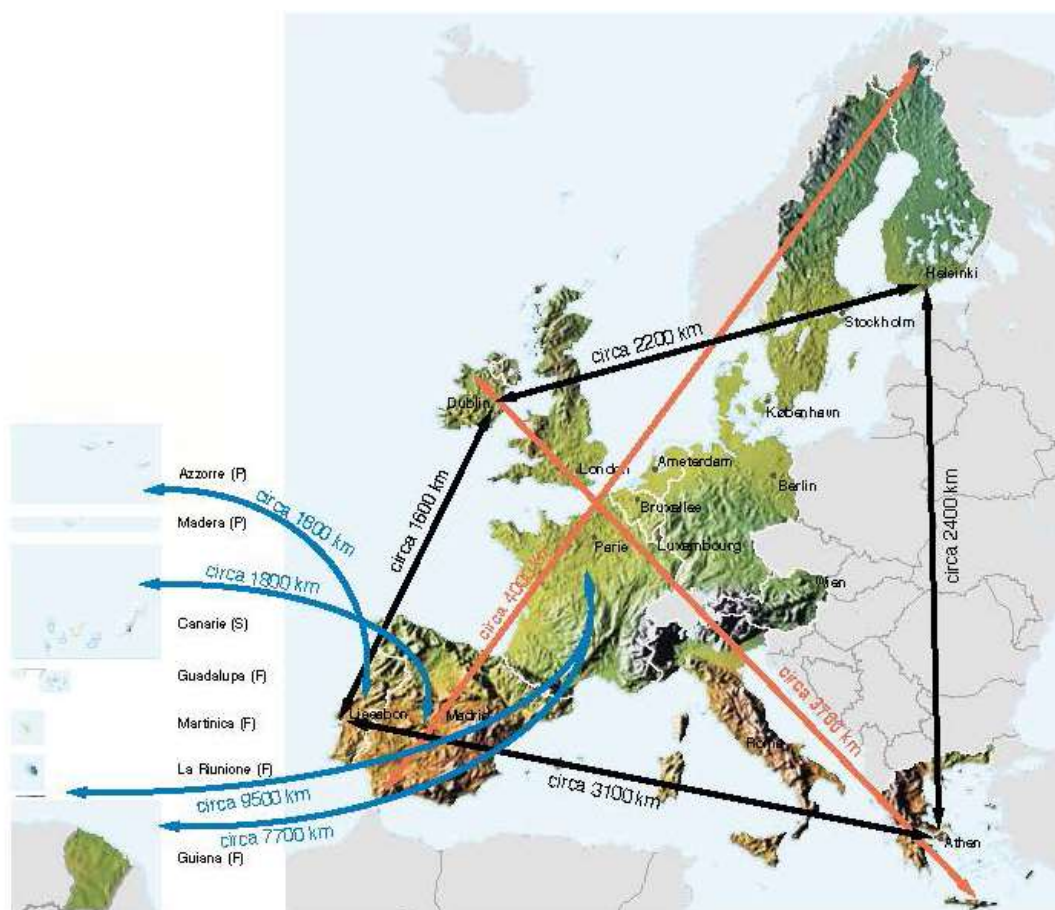 Helsinki
circa 2200 km
Stockholm
Dublin
København
Azzorre (P)
London
Amsterdam
Berlin
circa 1600 km
circa 1600 km
Bruxelles
circa 2400 km
Madera (P)
Paris
Luxembourg
circa 1800 km
Wien
Canarie (S)
Guadalupa (F)
circa 3700 km
Lissabon
Madrid
Martinica (F)
Roma
La Riunione (F)
circa 9500 km
circa 3100 km
circa 7700 km
Athen
Guiana (F)